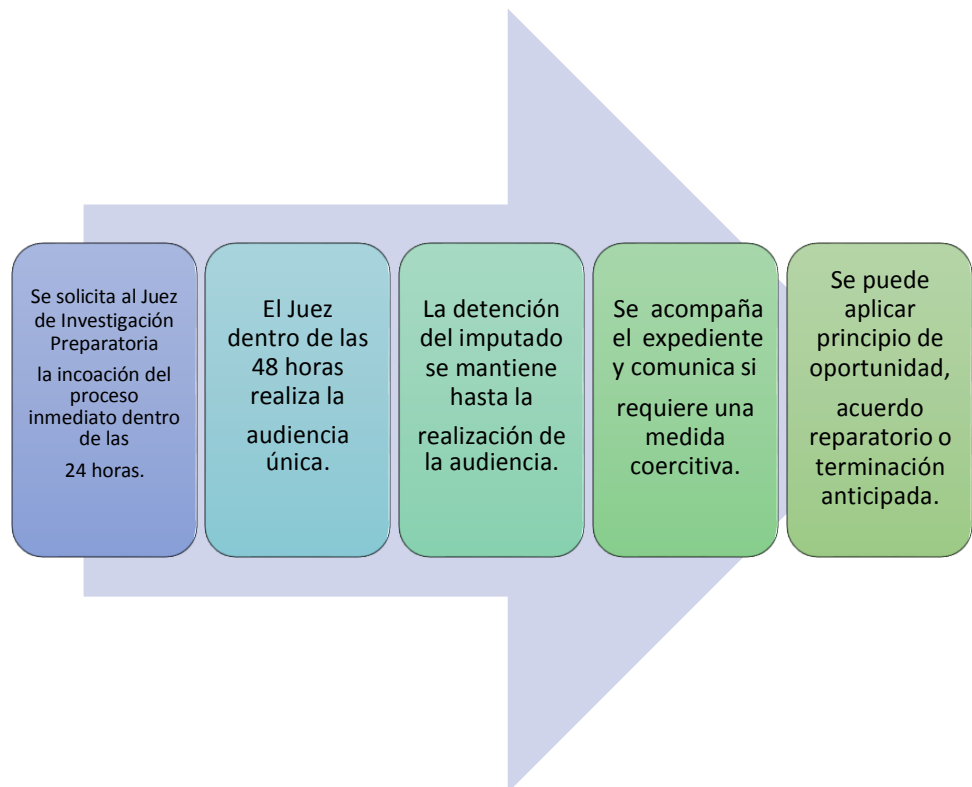 Se solicita al Juez
de Investigación
Preparatoria
la incoación del
proceso
inmediato dentro
de las
24 horas.
El Juez
dentro de las
48 horas
realiza la
audiencia
única.
La detención
del imputado
se mantiene
hasta la
realización de
la audiencia.
Se acompaña
el expediente
y comunica si
requiere una
medida
coercitiva.
Se puede
aplicar
principio de
oportunidad,
acuerdo
reparatorio o
terminación
anticipada.